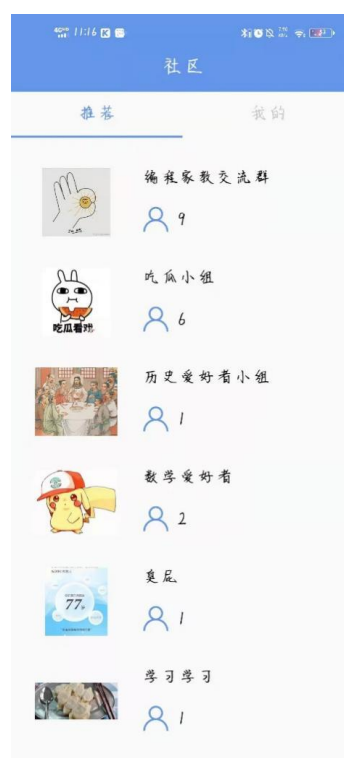 11:16
社区
推荐 我的
编程家教交流群
9
吃瓜小组
6
吃瓜看戏
历史爱好者小组
1
数学爱好者
2
臭屁
1
77
学习学习
1